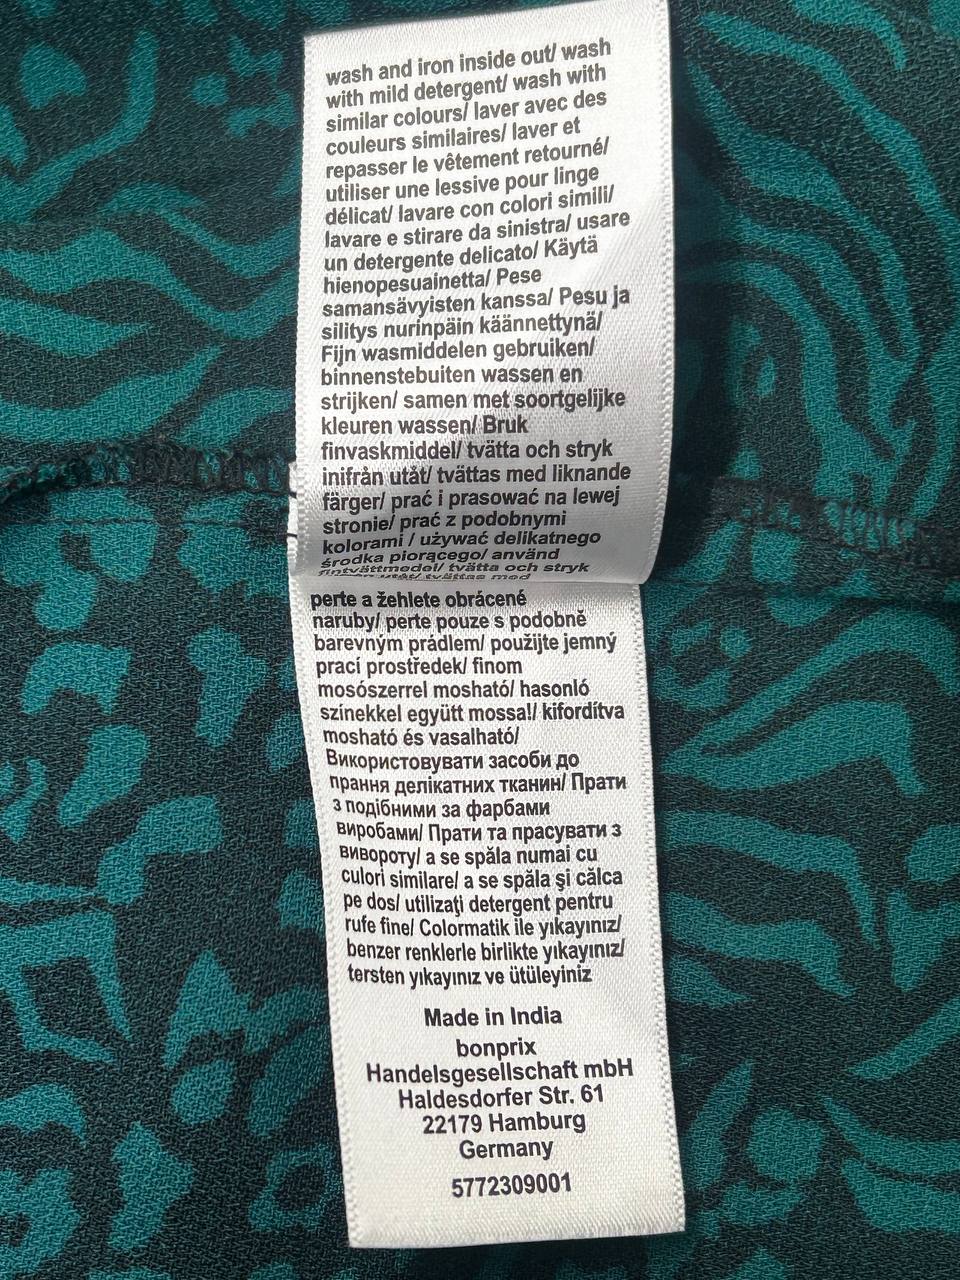 wash and iron inside out/ wash
with mild detergent/ wash with
similar colours/ laver avec des
couleurs similaires/ laver et
repasser le vêtement retourné/
utiliser une lessive pour linge
délicat/ lavare con colori simili/
lavare e stirare da sinistra/ usare
un detergente delicato/ Käytä
hienopesuainetta/ Pese
samansävyisten kanssa/ Pesu ja
silitys nurinpäin käännettynä/
Fijn wasmiddelen gebruiken/
binnenstebuiten wassen en
strijken/ samen met soortgelijke
kleuren wassen/ Bruk
finvaskmiddel/ tvätta och stryk
inifrån utåt/ tvättas med liknande
färger/ prać i prasować na lewej
stronie/ prać z podobnymi
kolorami / używać delikatnego
środka piorącego/ använd
fintvättmedel/ tvätta och stryk
utåt/ tvättas med
perte a žehlete obrácené
naruby/ perte pouze s podobně
barevným prádlem/ použijte jemný
prací prostředek/ finom
mosószerrel mosható/ hasonló
színekkel együtt mossa!/ kifordítva
mosható és vasalható/
Використовувати засоби до
прання делікатних тканин/ Прати
з подібними за фарбами
виробами/ Прати та прасувати з
вивороту/ a se spăla numai cu
culori similare/ a se spăla şi călca
pe dos/ utilizaţi detergent pentru
rufe fine/ Colormatik ile yıkayınız/
benzer renklerle birlikte yıkayınız/
tersten yıkayınız ve ütüleyiniz
Made in India
bonprix
Handelsgesellschaft mbH
Haldesdorfer Str. 61
22179 Hamburg
Germany
5772309001